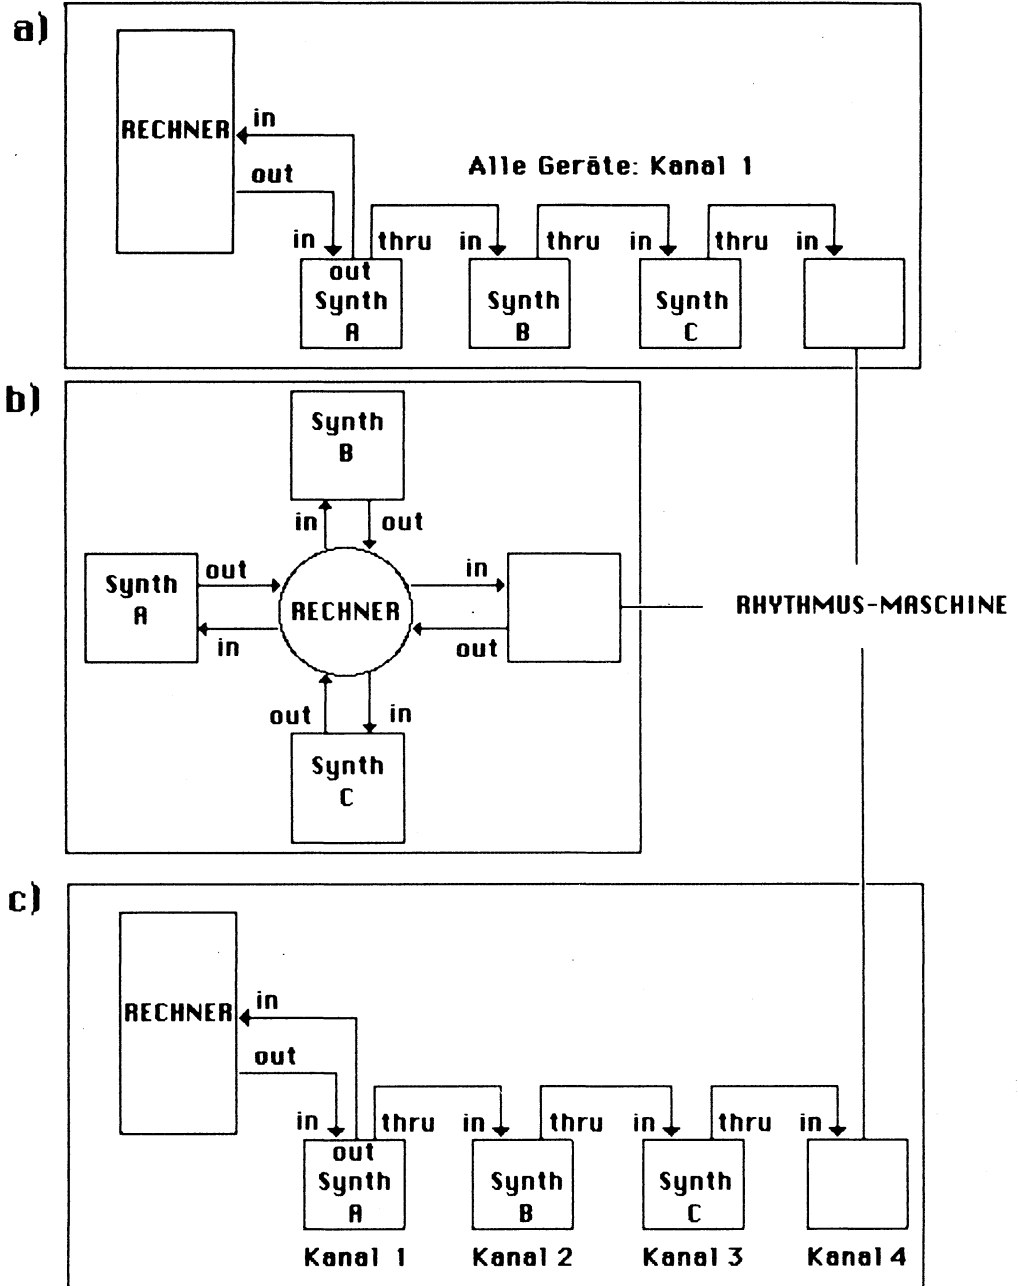 a)
RECHNER
in
out
Alle Geräte: Kanal 1
in
thru
in
thru
in
thru
in
out
Synth
A
Synth
B
Synth
C
b)
Synth
B
in
out
Synth
A
out
in
RECHNER
in
out
RHYTHMUS-MASCHINE
out
in
Synth
C
c)
RECHNER
in
out
in
thru
in
thru
in
thru
in
out
Synth
A
Synth
B
Synth
C
Kanal 1
Kanal 2
Kanal 3
Kanal 4